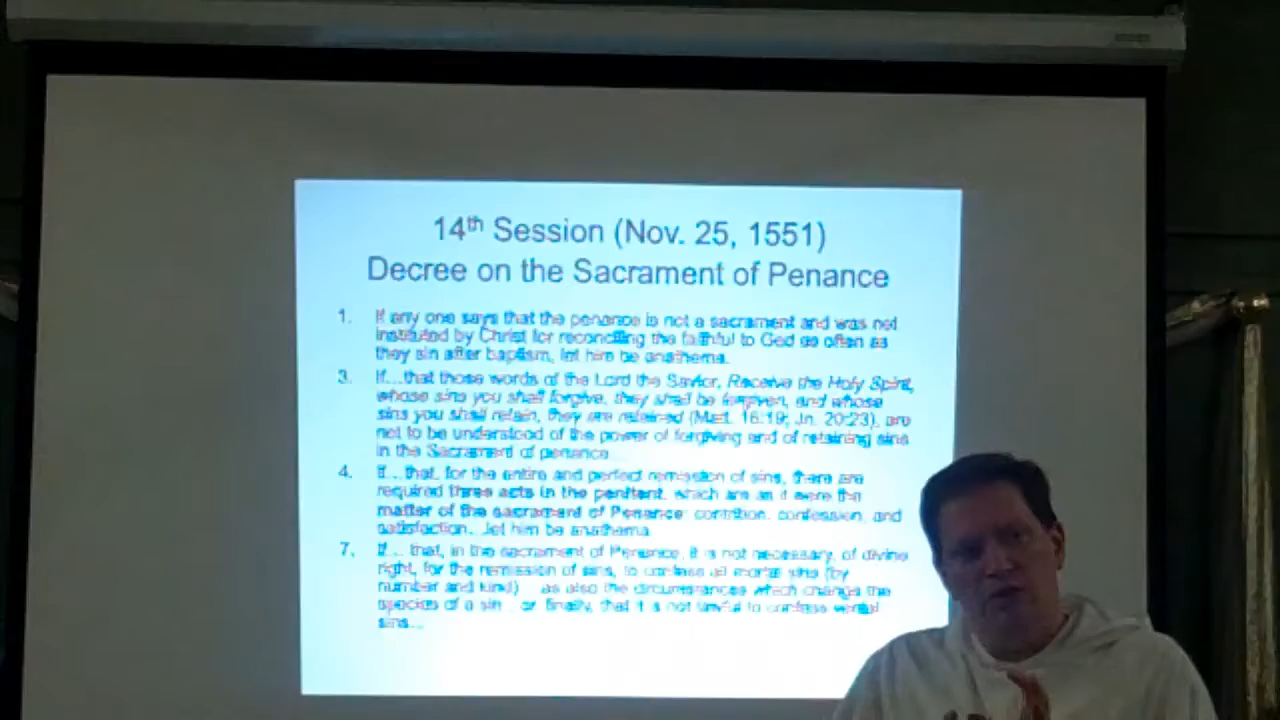 14th Session (Nov. 25, 1551)
Decree on the Sacrament of Penance
1. If any one says that the penance is not a sacrament and was not
instituted by Christ for reconciling the faithful to God as often as
they sin after baptism, let him be anathema.
3. If...that those words of the Lord the Savior, Receive the Holy Spirit,
whose sins you shall forgive, they shall be forgiven, and whose
sins you shall retain, they are retained (Mat. 16:19; Jn. 20:23), are
not to be understood of the power of forgiving and of retaining sins
in the Sacrament of penance...
4. If...that, for the entire and perfect remission of sins, there are
required three acts in the penitent, which are as it were the
matter of the sacrament of Penance: contrition, confession, and
satisfaction...let him be anathema.
7. If... that, in the sacrament of Penance, it is not necessary, of divine
right, for the remission of sins, to confess all mortal sins (by
number and kind)... as also the circumstances which change the
species of a sin... or finally, that it is not lawful to confess venial
sins...